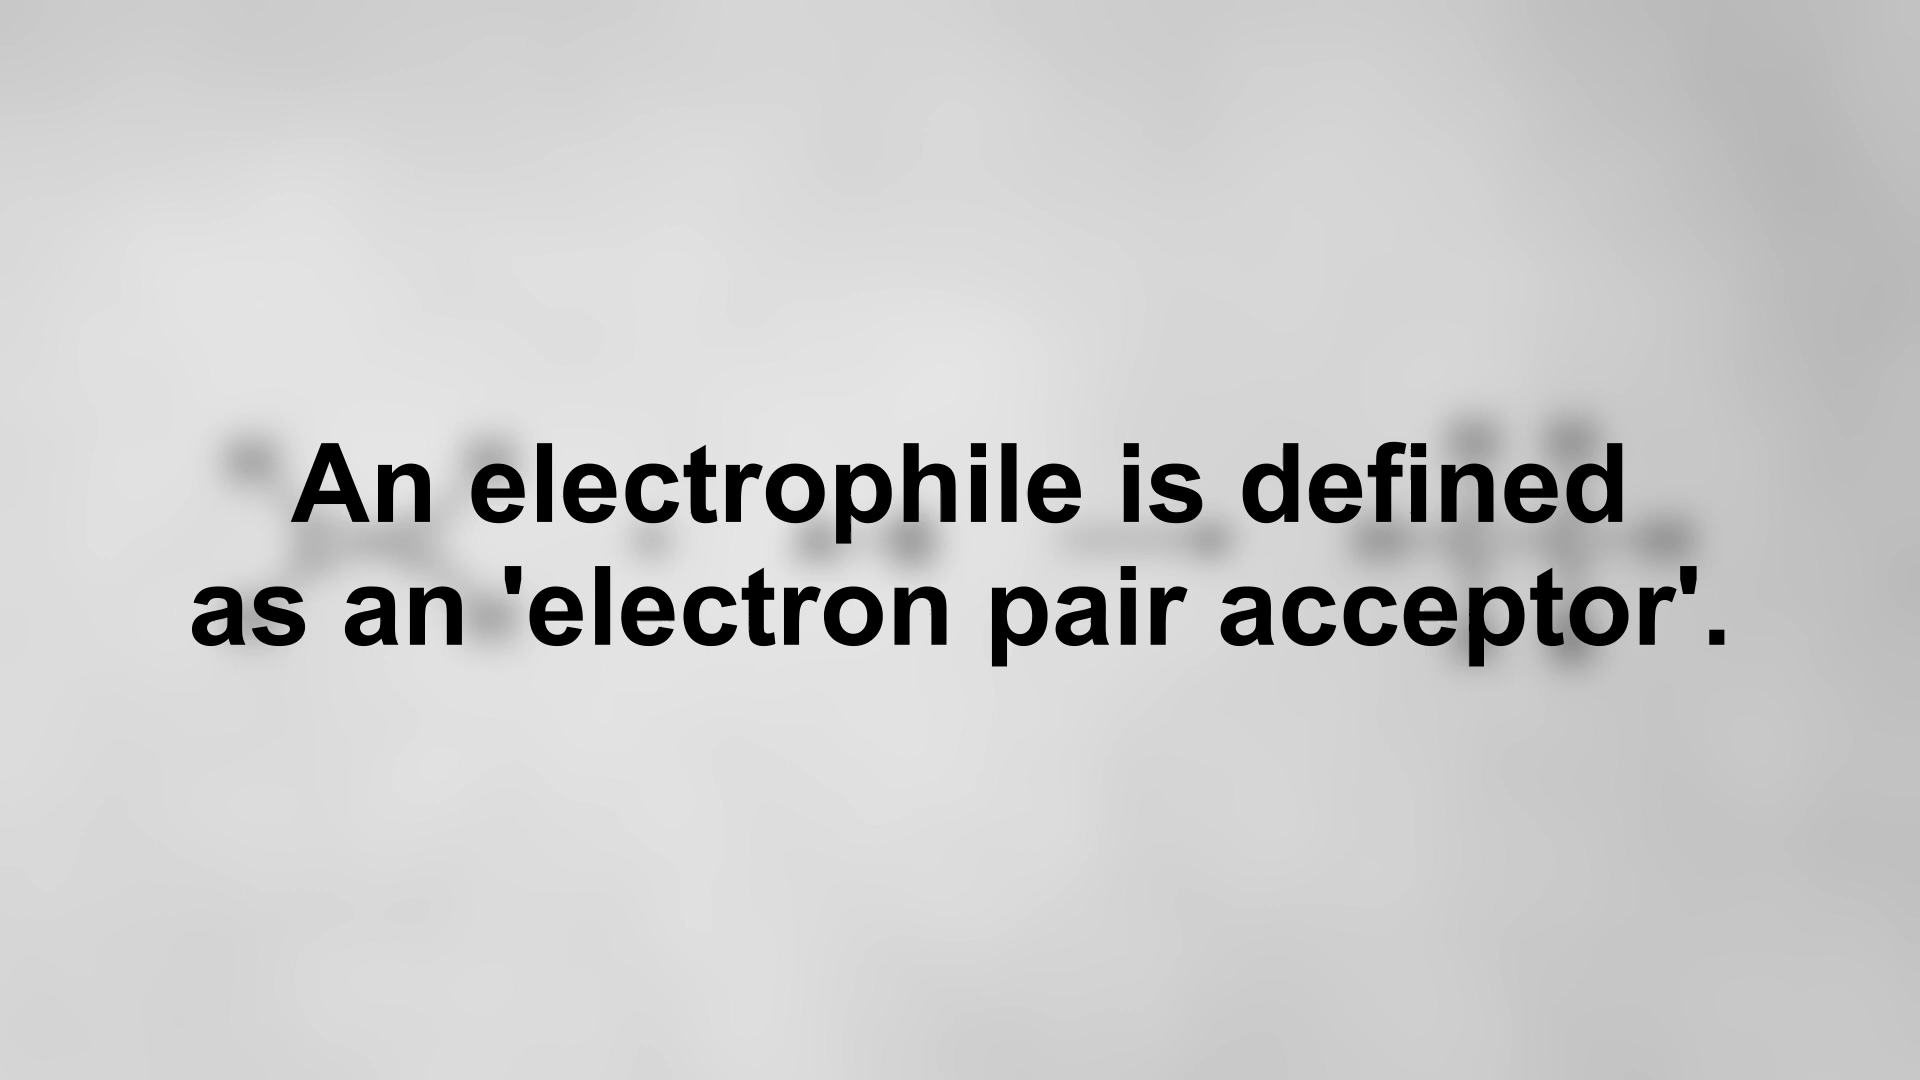 An electrophile is defined
as an 'electron pair acceptor'.